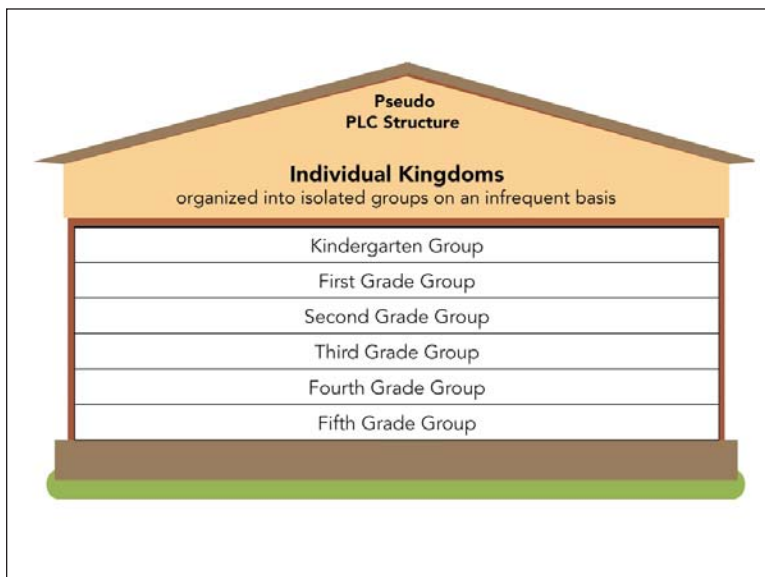 Pseudo
PLC Structure
Individual Kingdoms
organized into isolated groups on an infrequent basis
Kindergarten Group
First Grade Group
Second Grade Group
Third Grade Group
Fourth Grade Group
Fifth Grade Group